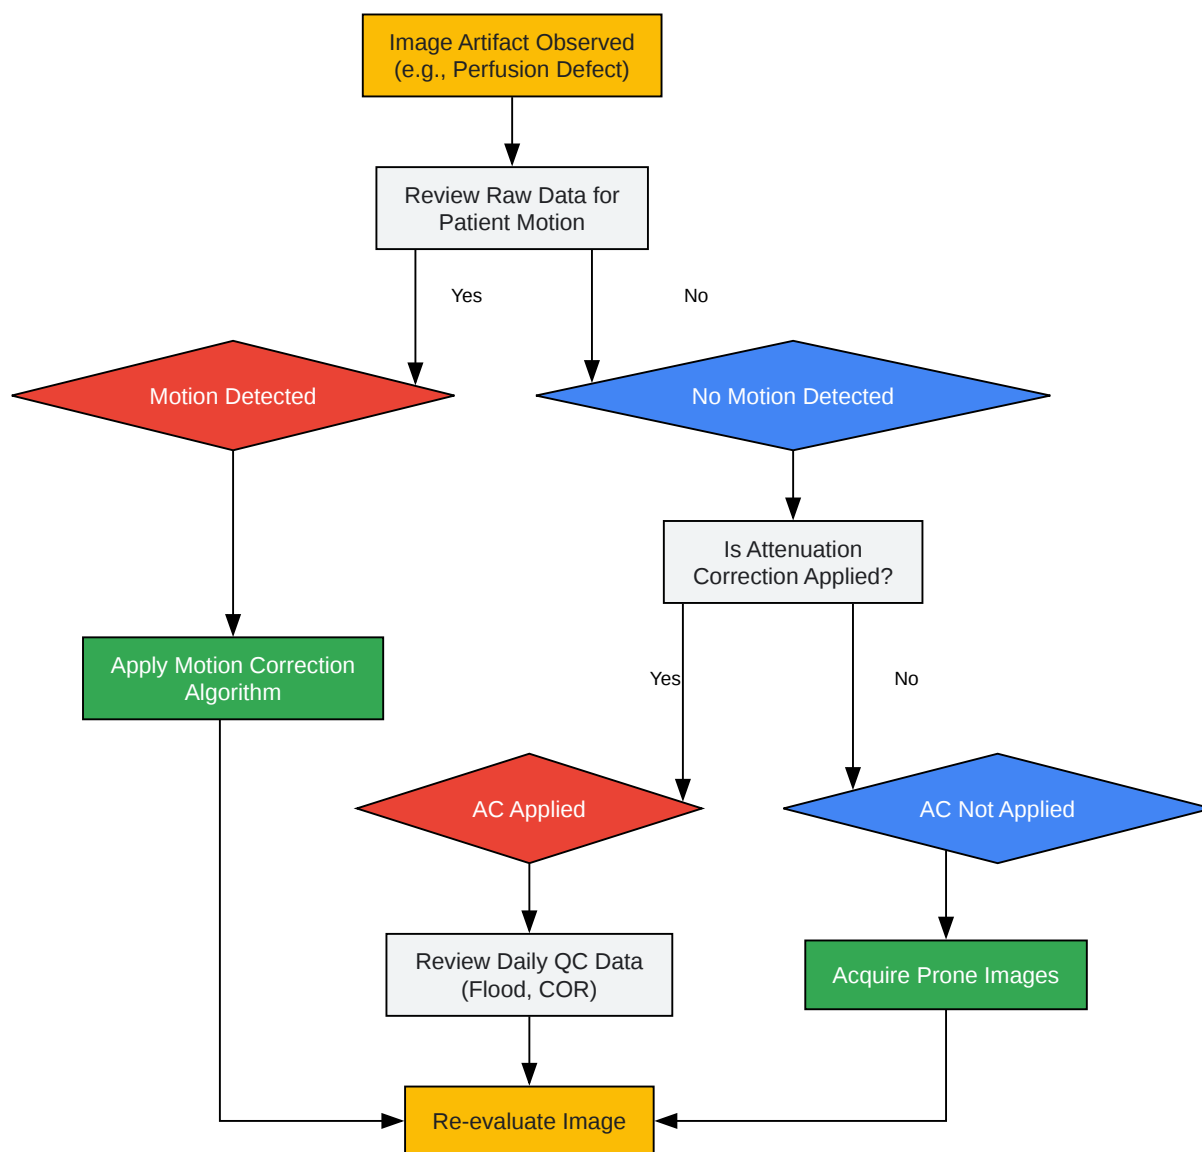 Image Artifact Observed
(e.g., Perfusion Defect)
Review Raw Data for
Patient Motion
Yes
No
Motion Detected
No Motion Detected
Is Attenuation
Correction Applied?
Apply Motion Correction
Algorithm
Yes
No
AC Applied
AC Not Applied
Review Daily QC Data
(Flood, COR)
Acquire Prone Images
Re-evaluate Image